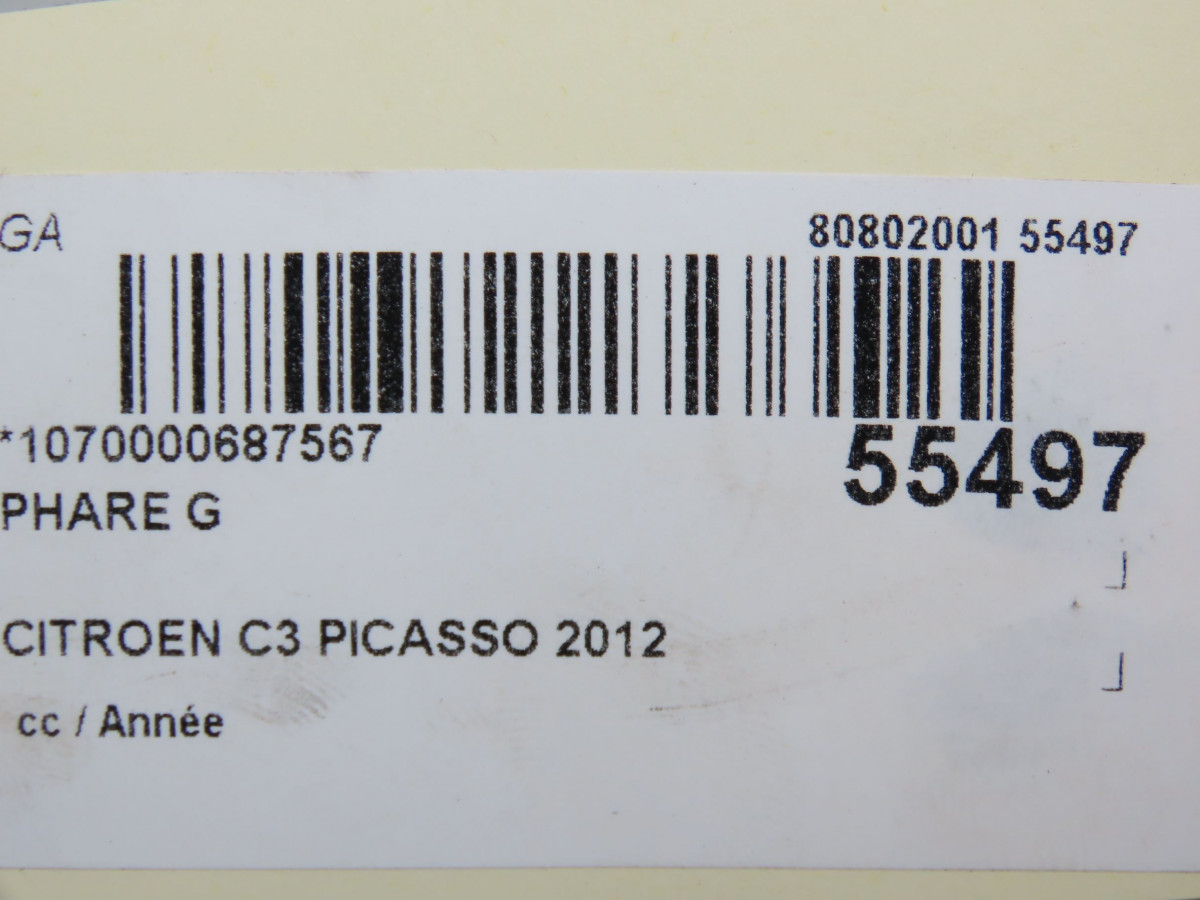 GA
80802001 55497
*1070000687567
55497
PHARE G
CITROEN C3 PICASSO 2012
cc / Année